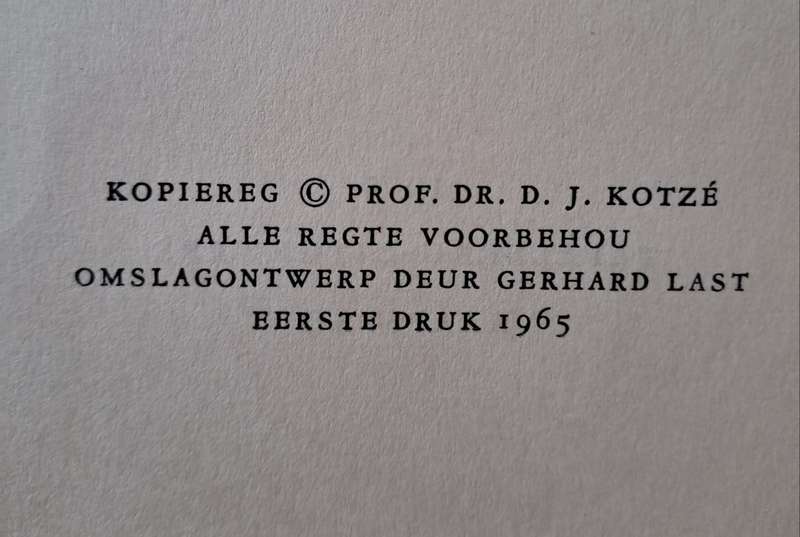 KOPIEREG © PROF. DR. D. J. KOTZÉ
ALLE REGTE VOORBEHOU
OMSLAGONTWERP DEUR GERHARD LAST
EERSTE DRUK 1965